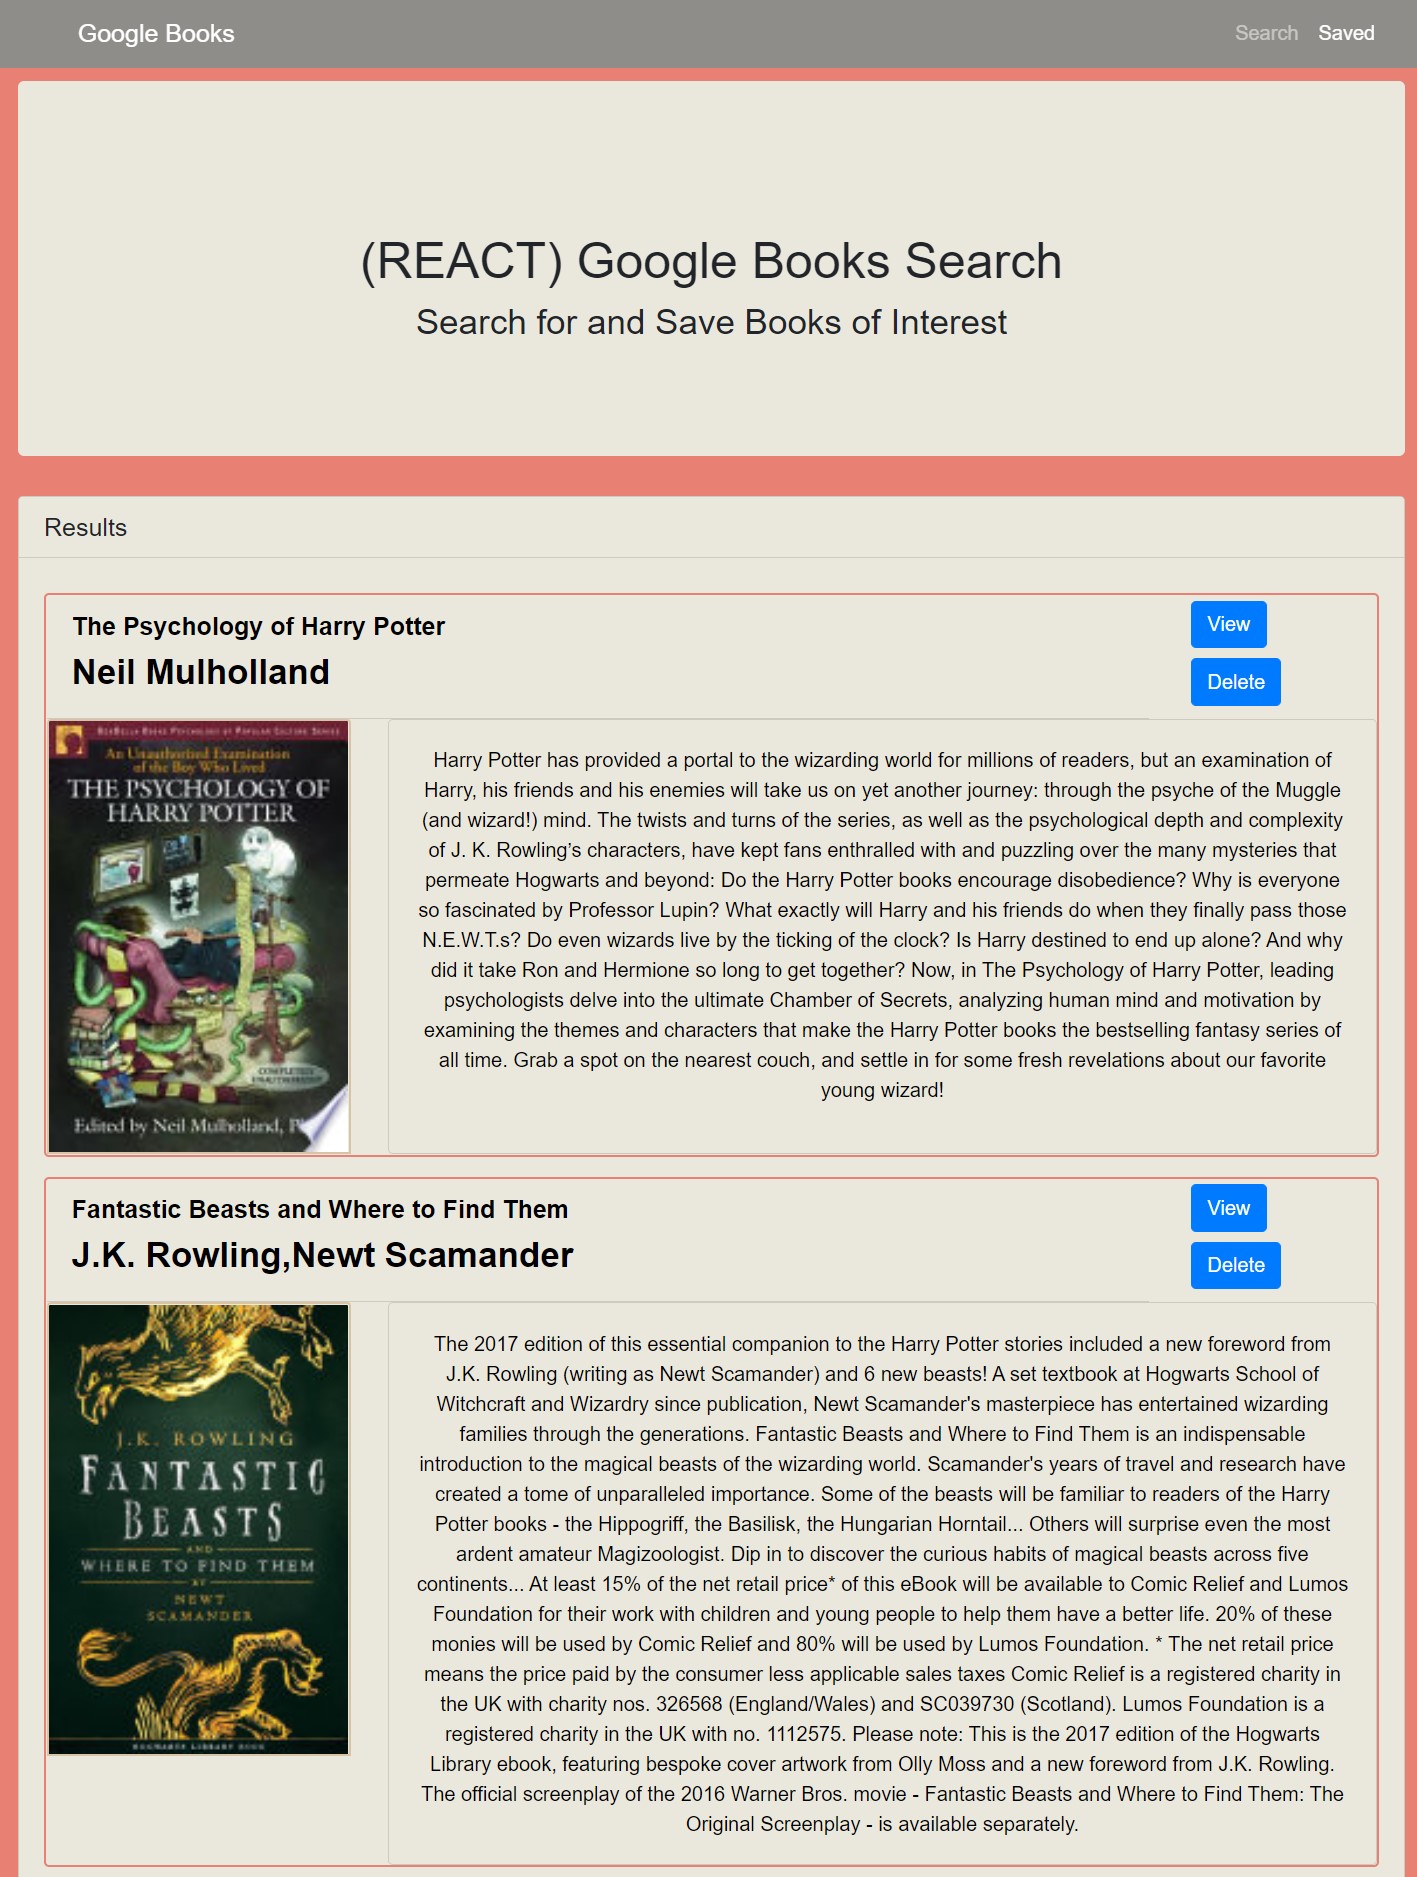 Google Books
Search Saved
(REACT) Google Books Search
Search for and Save Books of Interest
Results
The Psychology of Harry Potter
Neil Mulholland
View
Delete
BenBella Books Psychology of Popular Culture Series
An Unauthorized Examination
of the Boy Who Lived
THE PSYCHOLOGY OF
HARRY POTTER
COMPLETELY
UNAUTHORIZED
Edited by Neil Mulholland,
Harry Potter has provided a portal to the wizarding world for millions of readers, but an examination of
Harry, his friends and his enemies will take us on yet another journey: through the psyche of the Muggle
(and wizard!) mind. The twists and turns of the series, as well as the psychological depth and complexity
of J. K. Rowling’s characters, have kept fans enthralled with and puzzling over the many mysteries that
permeate Hogwarts and beyond: Do the Harry Potter books encourage disobedience? Why is everyone
so fascinated by Professor Lupin? What exactly will Harry and his friends do when they finally pass those
N.E.W.T.s? Do even wizards live by the ticking of the clock? Is Harry destined to end up alone? And why
did it take Ron and Hermione so long to get together? Now, in The Psychology of Harry Potter, leading
psychologists delve into the ultimate Chamber of Secrets, analyzing human mind and motivation by
examining the themes and characters that make the Harry Potter books the bestselling fantasy series of
all time. Grab a spot on the nearest couch, and settle in for some fresh revelations about our favorite
young wizard!
Fantastic Beasts and Where to Find Them
J.K. Rowling,Newt Scamander
View
Delete
J.K. ROWLING
FANTASTIC
BEASTS
AND
WHERE TO FIND THEM
BY
NEWT
SCAMANDER
HOGWARTS LIBRARY BOOK
The 2017 edition of this essential companion to the Harry Potter stories included a new foreword from
J.K. Rowling (writing as Newt Scamander) and 6 new beasts! A set textbook at Hogwarts School of
Witchcraft and Wizardry since publication, Newt Scamander's masterpiece has entertained wizarding
families through the generations. Fantastic Beasts and Where to Find Them is an indispensable
introduction to the magical beasts of the wizarding world. Scamander's years of travel and research have
created a tome of unparalleled importance. Some of the beasts will be familiar to readers of the Harry
Potter books - the Hippogriff, the Basilisk, the Hungarian Horntail... Others will surprise even the most
ardent amateur Magizoologist. Dip in to discover the curious habits of magical beasts across five
continents... At least 15% of the net retail price* of this eBook will be available to Comic Relief and Lumos
Foundation for their work with children and young people to help them have a better life. 20% of these
monies will be used by Comic Relief and 80% will be used by Lumos Foundation. * The net retail price
means the price paid by the consumer less applicable sales taxes Comic Relief is a registered charity in
the UK with charity nos. 326568 (England/Wales) and SC039730 (Scotland). Lumos Foundation is a
registered charity in the UK with no. 1112575. Please note: This is the 2017 edition of the Hogwarts
Library ebook, featuring bespoke cover artwork from Olly Moss and a new foreword from J.K. Rowling.
The official screenplay of the 2016 Warner Bros. movie - Fantastic Beasts and Where to Find Them: The
Original Screenplay - is available separately.